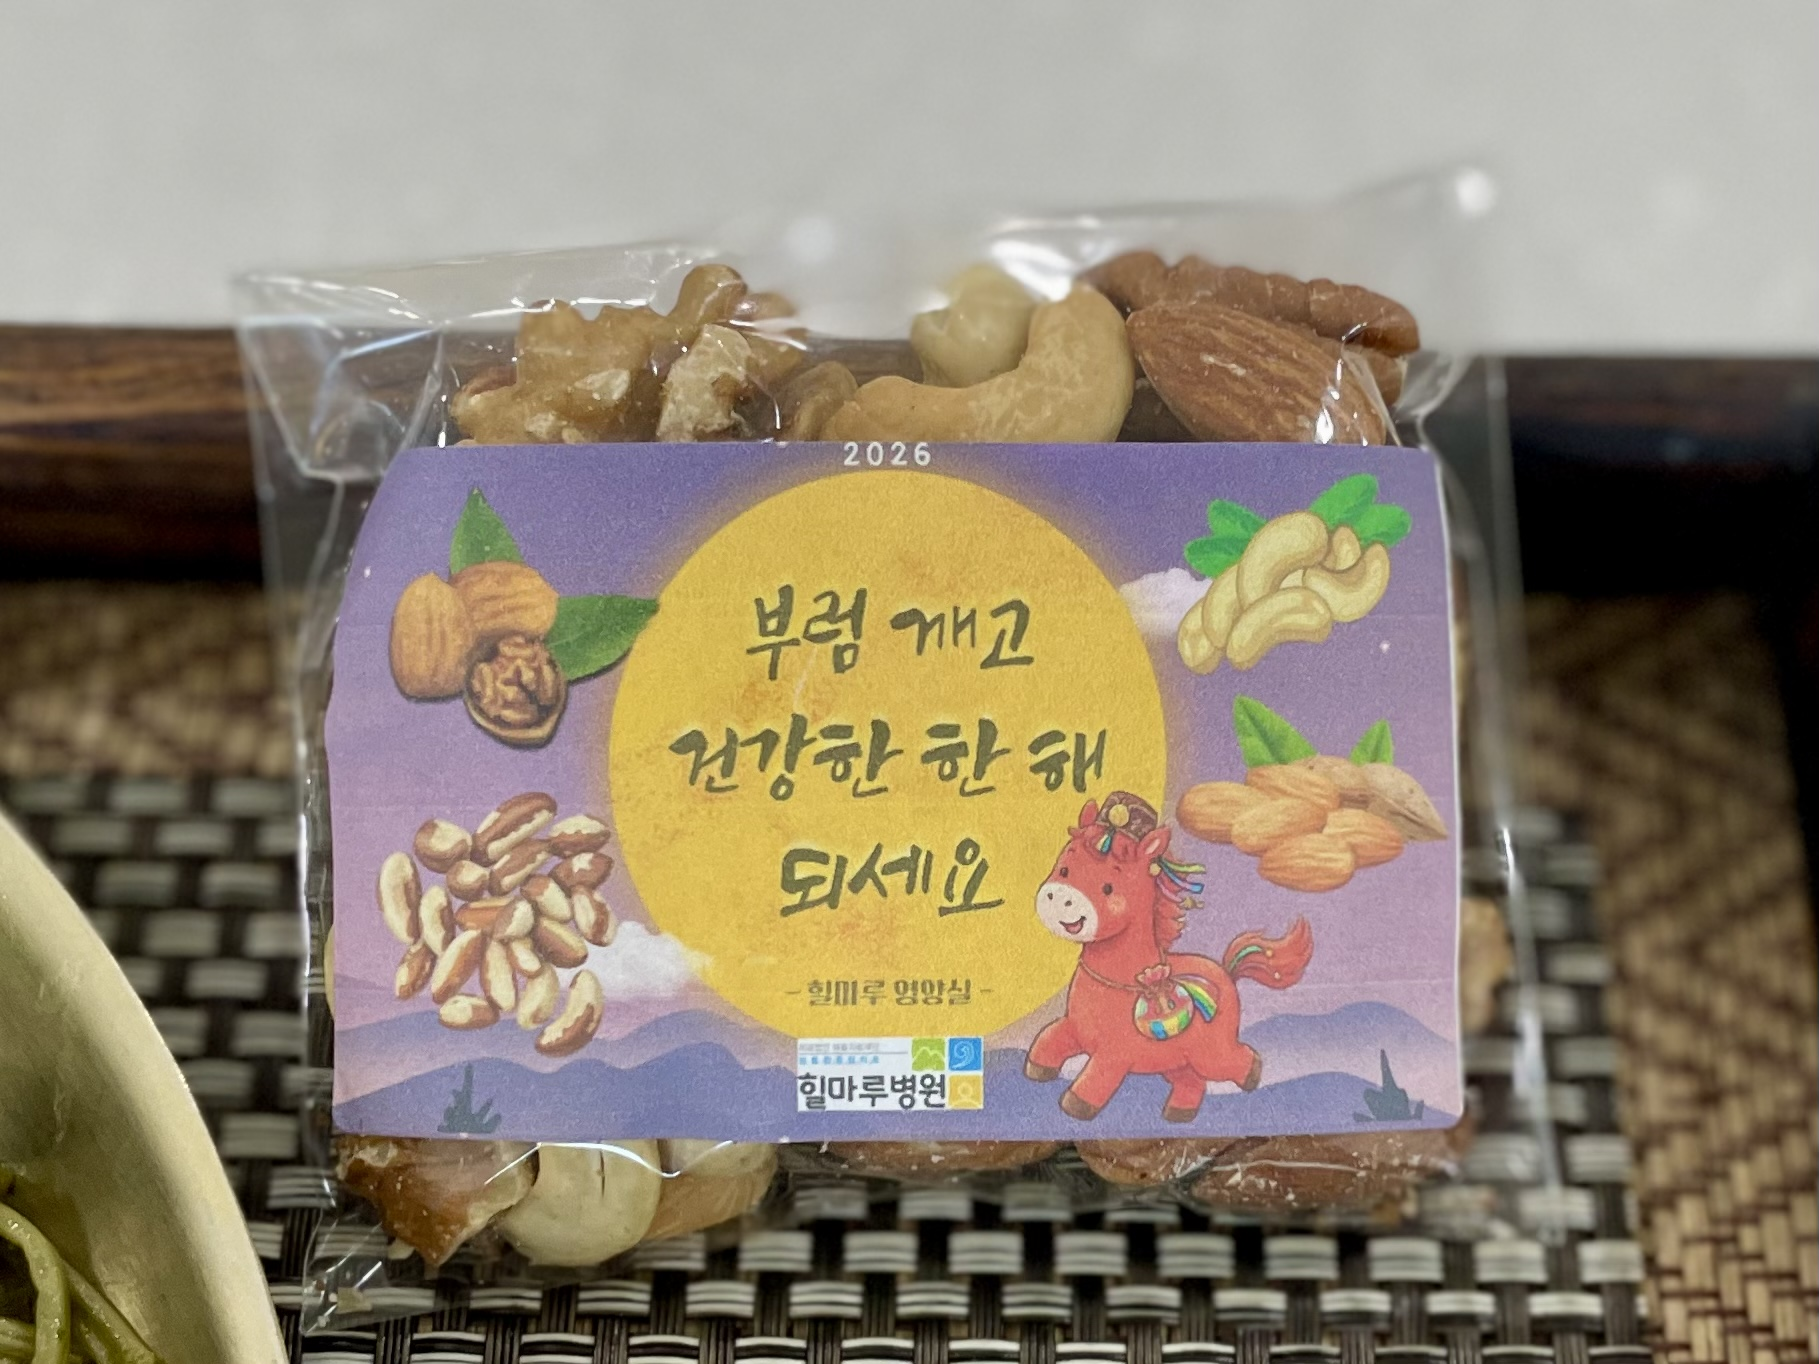 2026
부럼 깨고
건강한 한 해
되세요
- 힐마루 영양실 -
힐마루병원